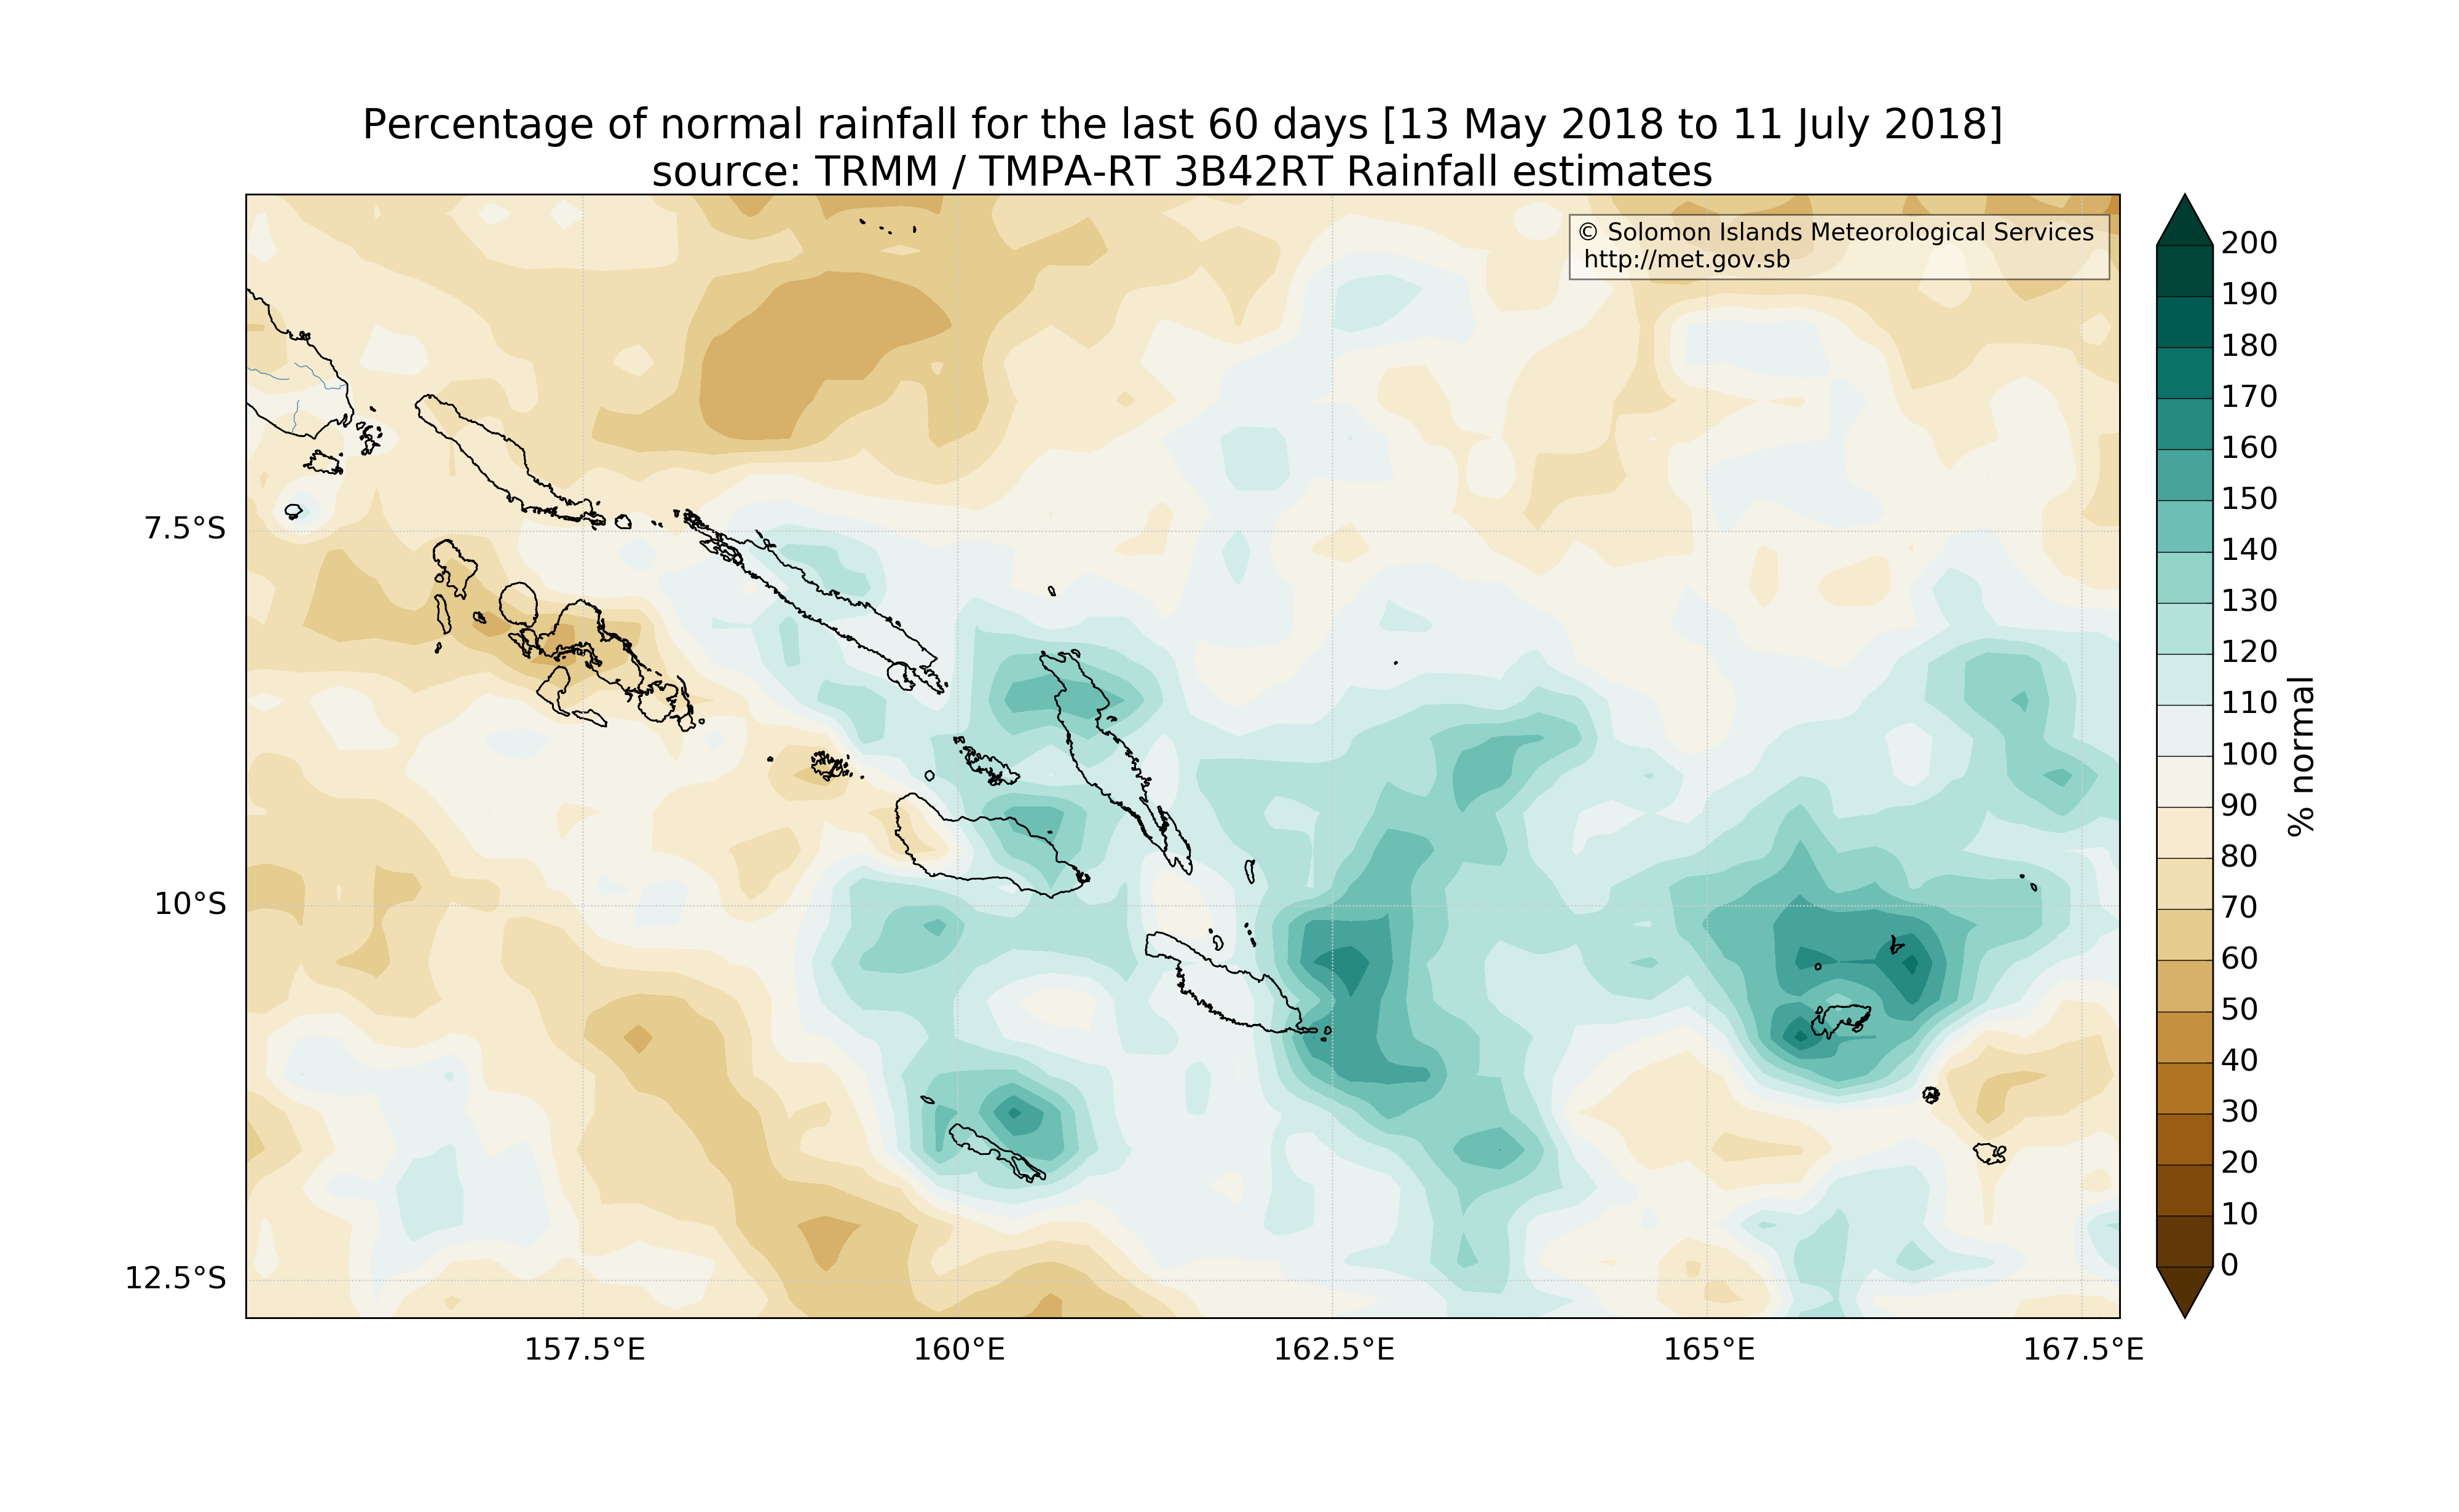 Percentage of normal rainfall for the last 60 days [13 May 2018 to 11 July 2018]
source: TRMM / TMPA-RT 3B42RT Rainfall estimates
© Solomon Islands Meteorological Services
http://met.gov.sb
7.5°S
10°S
12.5°S
157.5°E
160°E
162.5°E
165°E
167.5°E
200
190
180
170
160
150
140
130
120
110
100
90
80
70
60
50
40
30
20
10
0
% normal